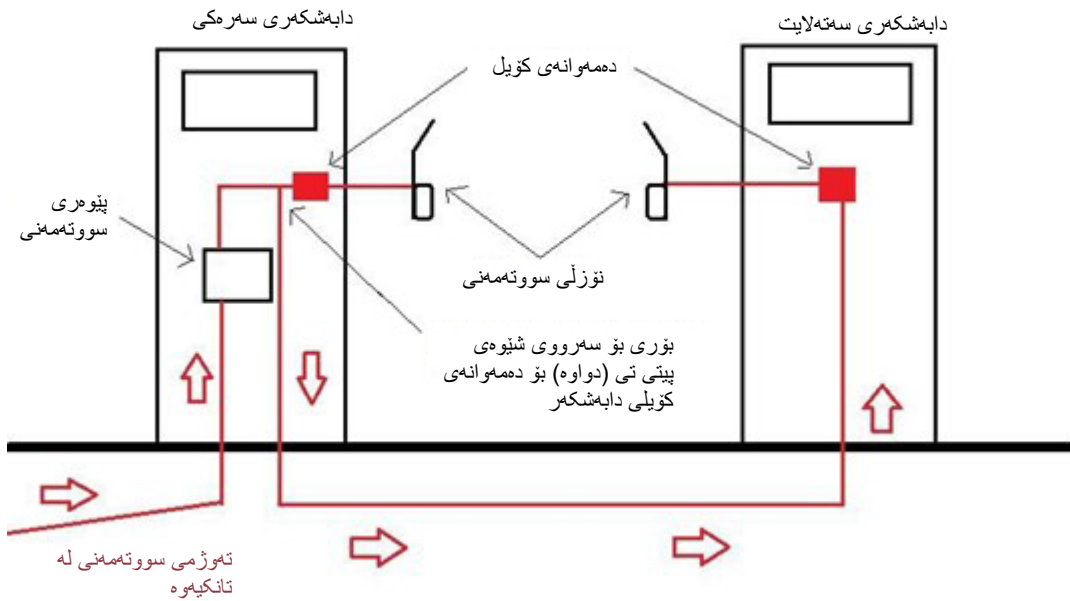 دابەشکەری سەرەکی
دابەشکەری سەتەلایت
دەمەوانەی کۆیل
پێوەری
سووتەمەنی
نۆزڵی سووتەمەنی
بۆری بۆ سەرووی شێوەی
پیتی تی (دواوە) بۆ دەمەوانەی
کۆیلی دابەشکەر
تەوژمی سووتەمەنی لە
تانکیەوە